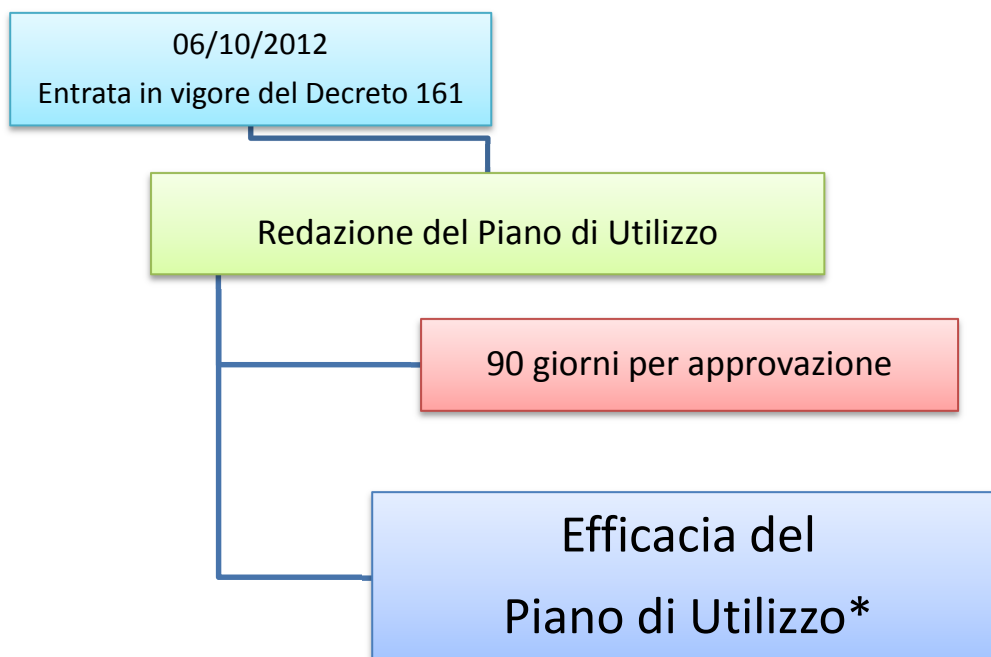 06/10/2012
Entrata in vigore del Decreto 161
Redazione del Piano di Utilizzo
90 giorni per approvazione
Efficacia del
Piano di Utilizzo*